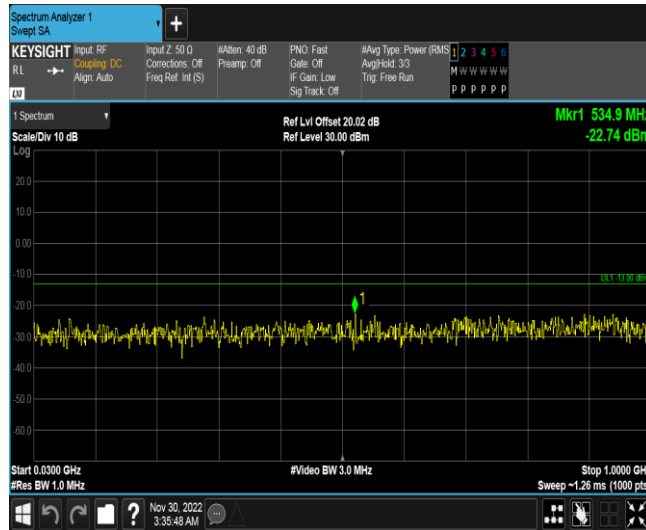 Spectrum Analyzer 1
Swept SA
+
KEYSIGHT
RL
LXI
Input: RF
Coupling: DC
Align: Auto
Input Z: 50 Ω
Corrections: Off
Freq Ref: Int (S)
#Atten: 40 dB
Preamp: Off
PNO: Fast
Gate: Off
IF Gain: Low
Sig Track: Off
#Avg Type: Power (RMS
Avg|Hold: 3/3
Trig: Free Run
1 2 3 4 5 6
M W W W W W
P P P P P P
1 Spectrum
Scale/Div 10 dB
Log
Ref Lvl Offset 20.02 dB
Ref Level 30.00 dBm
Mkr1 534.9 MHz
-22.74 dBm
20.0
10.0
0.00
-10.0
-20.0
-30.0
-40.0
-50.0
-60.0
DL1 -13.00 dBm
1
Start 0.0300 GHz
#Res BW 1.0 MHz
#Video BW 3.0 MHz
Stop 1.0000 GH
Sweep ~1.26 ms (1000 pts
?
Nov 30, 2022
3:35:48 AM